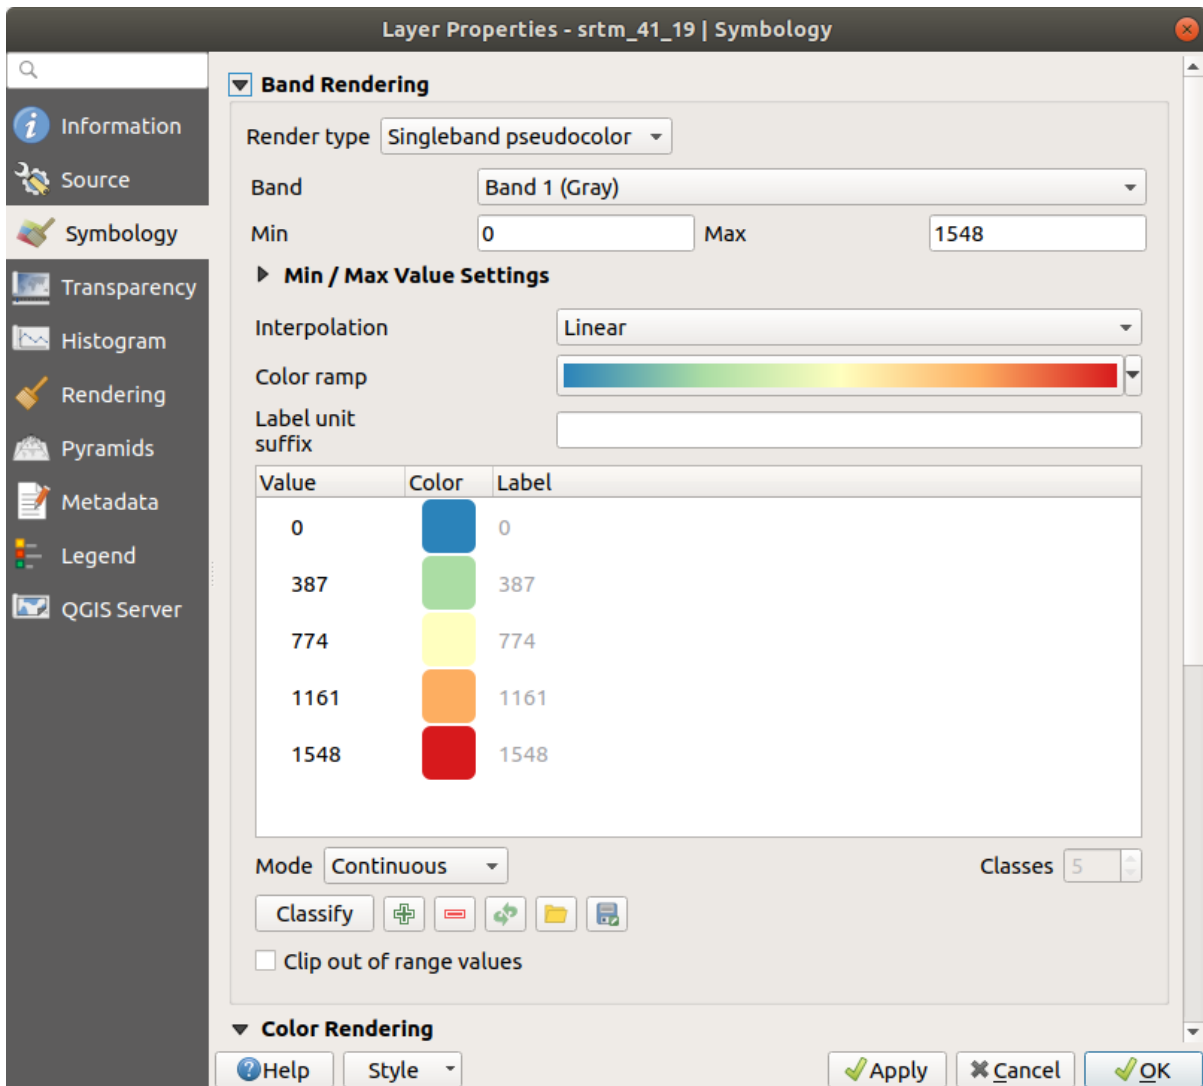 Layer Properties - srtm_41_19 | Symbology
Information
Source
Symbology
Transparency
Histogram
Rendering
Pyramids
Metadata
Legend
QGIS Server
Band Rendering
Render type Singleband pseudocolor
Band Band 1 (Gray)
Min 0 Max 1548
Min / Max Value Settings
Interpolation Linear
Color ramp
Label unit
suffix
Value Color Label
0 0
387 387
774 774
1161 1161
1548 1548
Mode Continuous Classes 5
Classify
Clip out of range values
Color Rendering
Help Style Apply Cancel OK